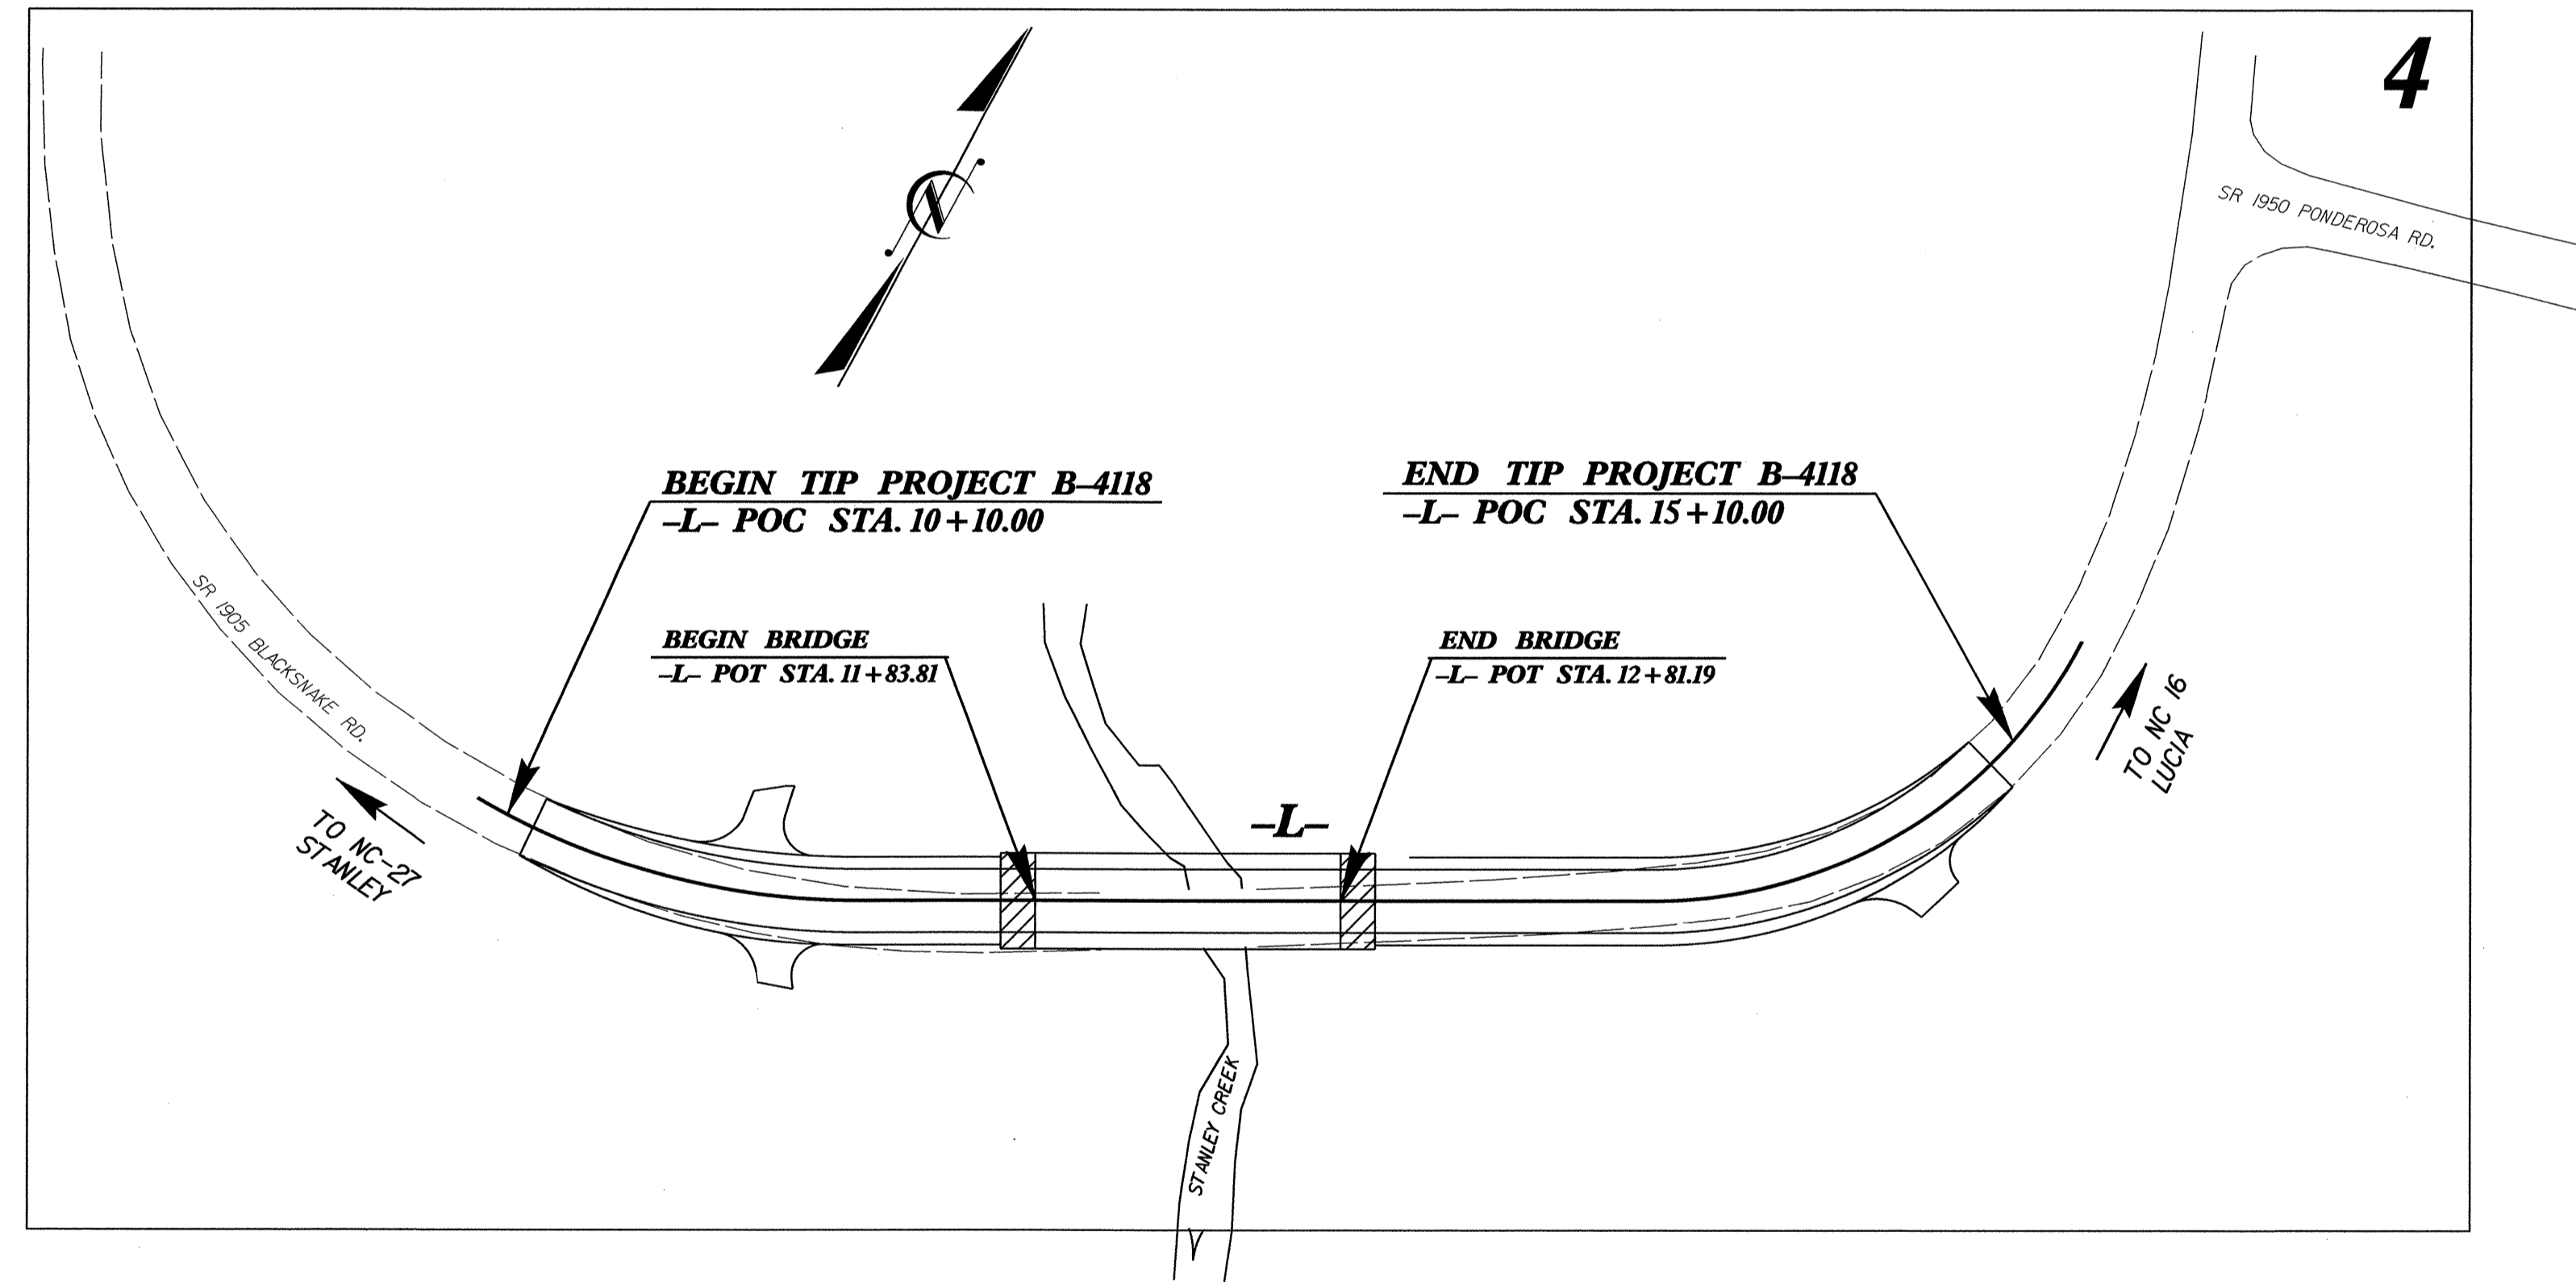 4
N
SR 1950 PONDEROSA RD.
BEGIN TIP PROJECT B-4118
-L- POC STA. 10+10.00
END TIP PROJECT B-4118
-L- POC STA. 15+10.00
SR 1905 BLACKSNAKE RD.
BEGIN BRIDGE
-L- POT STA. 11+83.81
END BRIDGE
-L- POT STA. 12+81.19
TO NC 16
LUCIA
TO NC-27
STANLEY
-L-
STANLEY CREEK